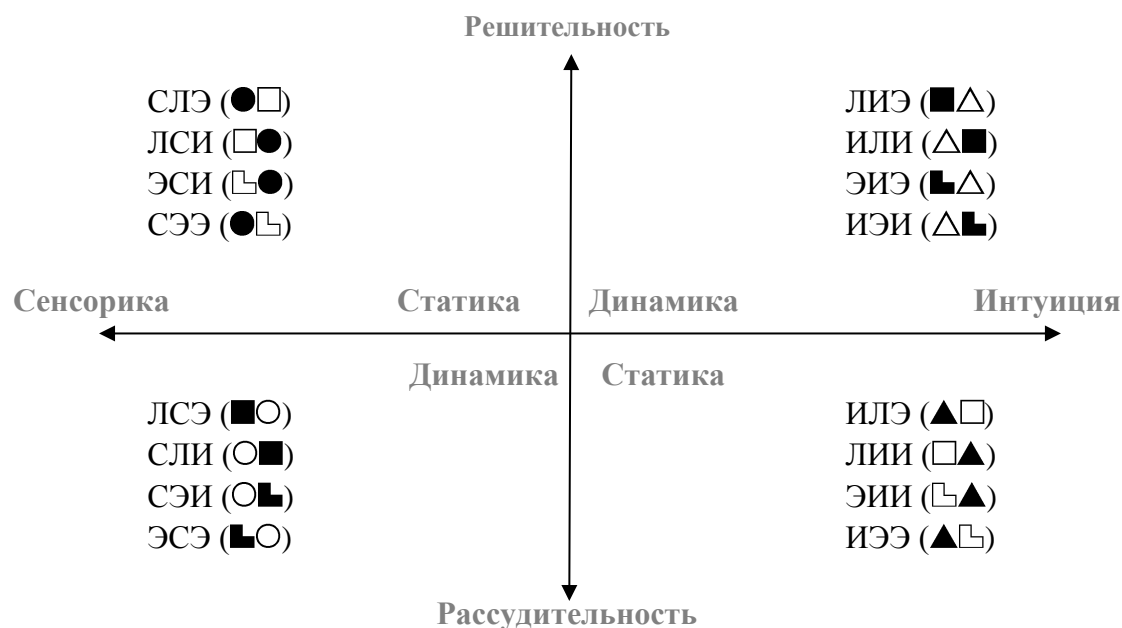 Решительность
СЛЭ (●□) ЛИЭ (■△)
ЛСИ (□●) ИЛИ (△■)
ЭСИ (∟●) ЭИЭ (▙△)
СЭЭ (●∟) ИЭИ (△▙)
Сенсорика Статика Динамика Интуиция
Динамика Статика
ЛСЭ (■○) ИЛЭ (▲□)
СЛИ (○■) ЛИИ (□▲)
СЭИ (○▙) ЭИИ (∟▲)
ЭСЭ (▙○) ИЭЭ (▲∟)
Рассудительность